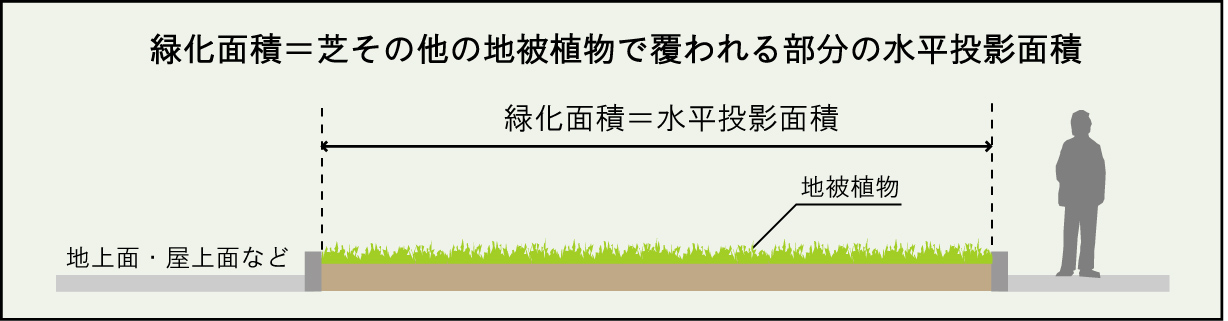 緑化面積＝芝その他の地被植物で覆われる部分の水平投影面積
緑化面積＝水平投影面積
地被植物
地上面・屋上面など